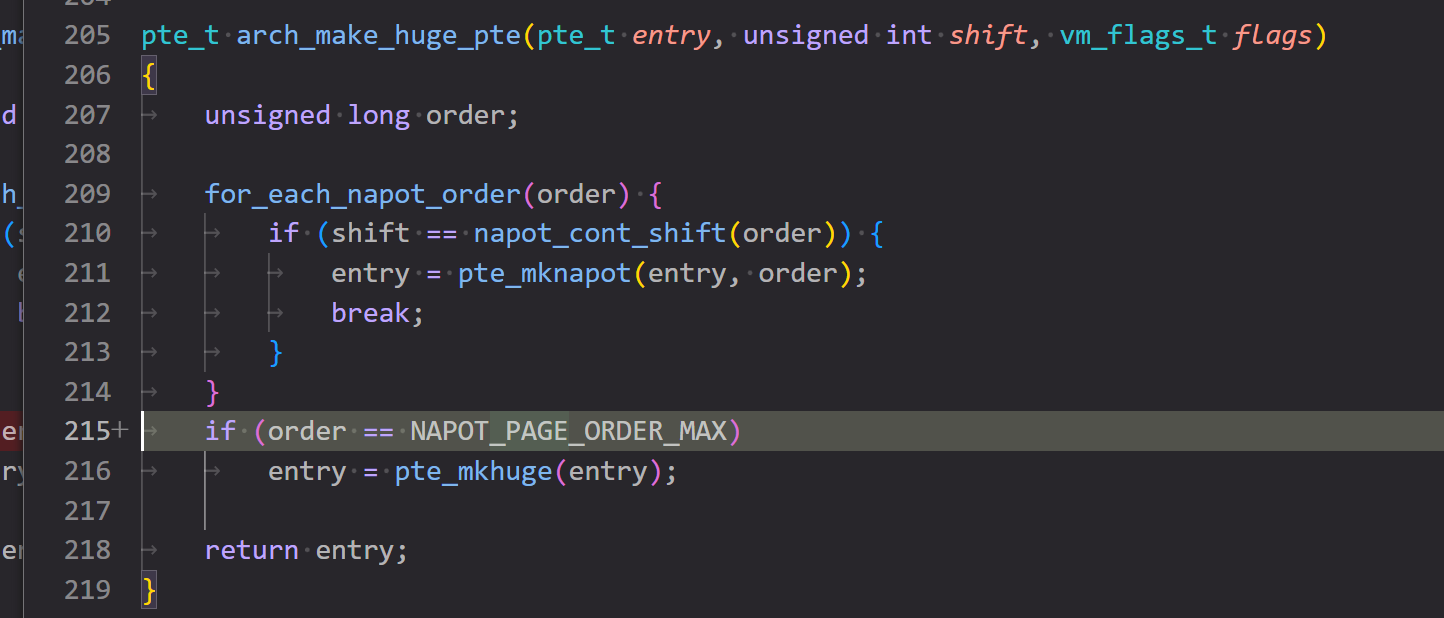 205 pte_t arch_make_huge_pte(pte_t entry, unsigned int shift, vm_flags_t flags)
206 {
207 unsigned long order;
208
209 for_each_napot_order(order) {
210 if (shift == napot_cont_shift(order)) {
211 entry = pte_mknapot(entry, order);
212 break;
213 }
214 }
215+ if (order == NAPOT_PAGE_ORDER_MAX)
216 entry = pte_mkhuge(entry);
217
218 return entry;
219 }